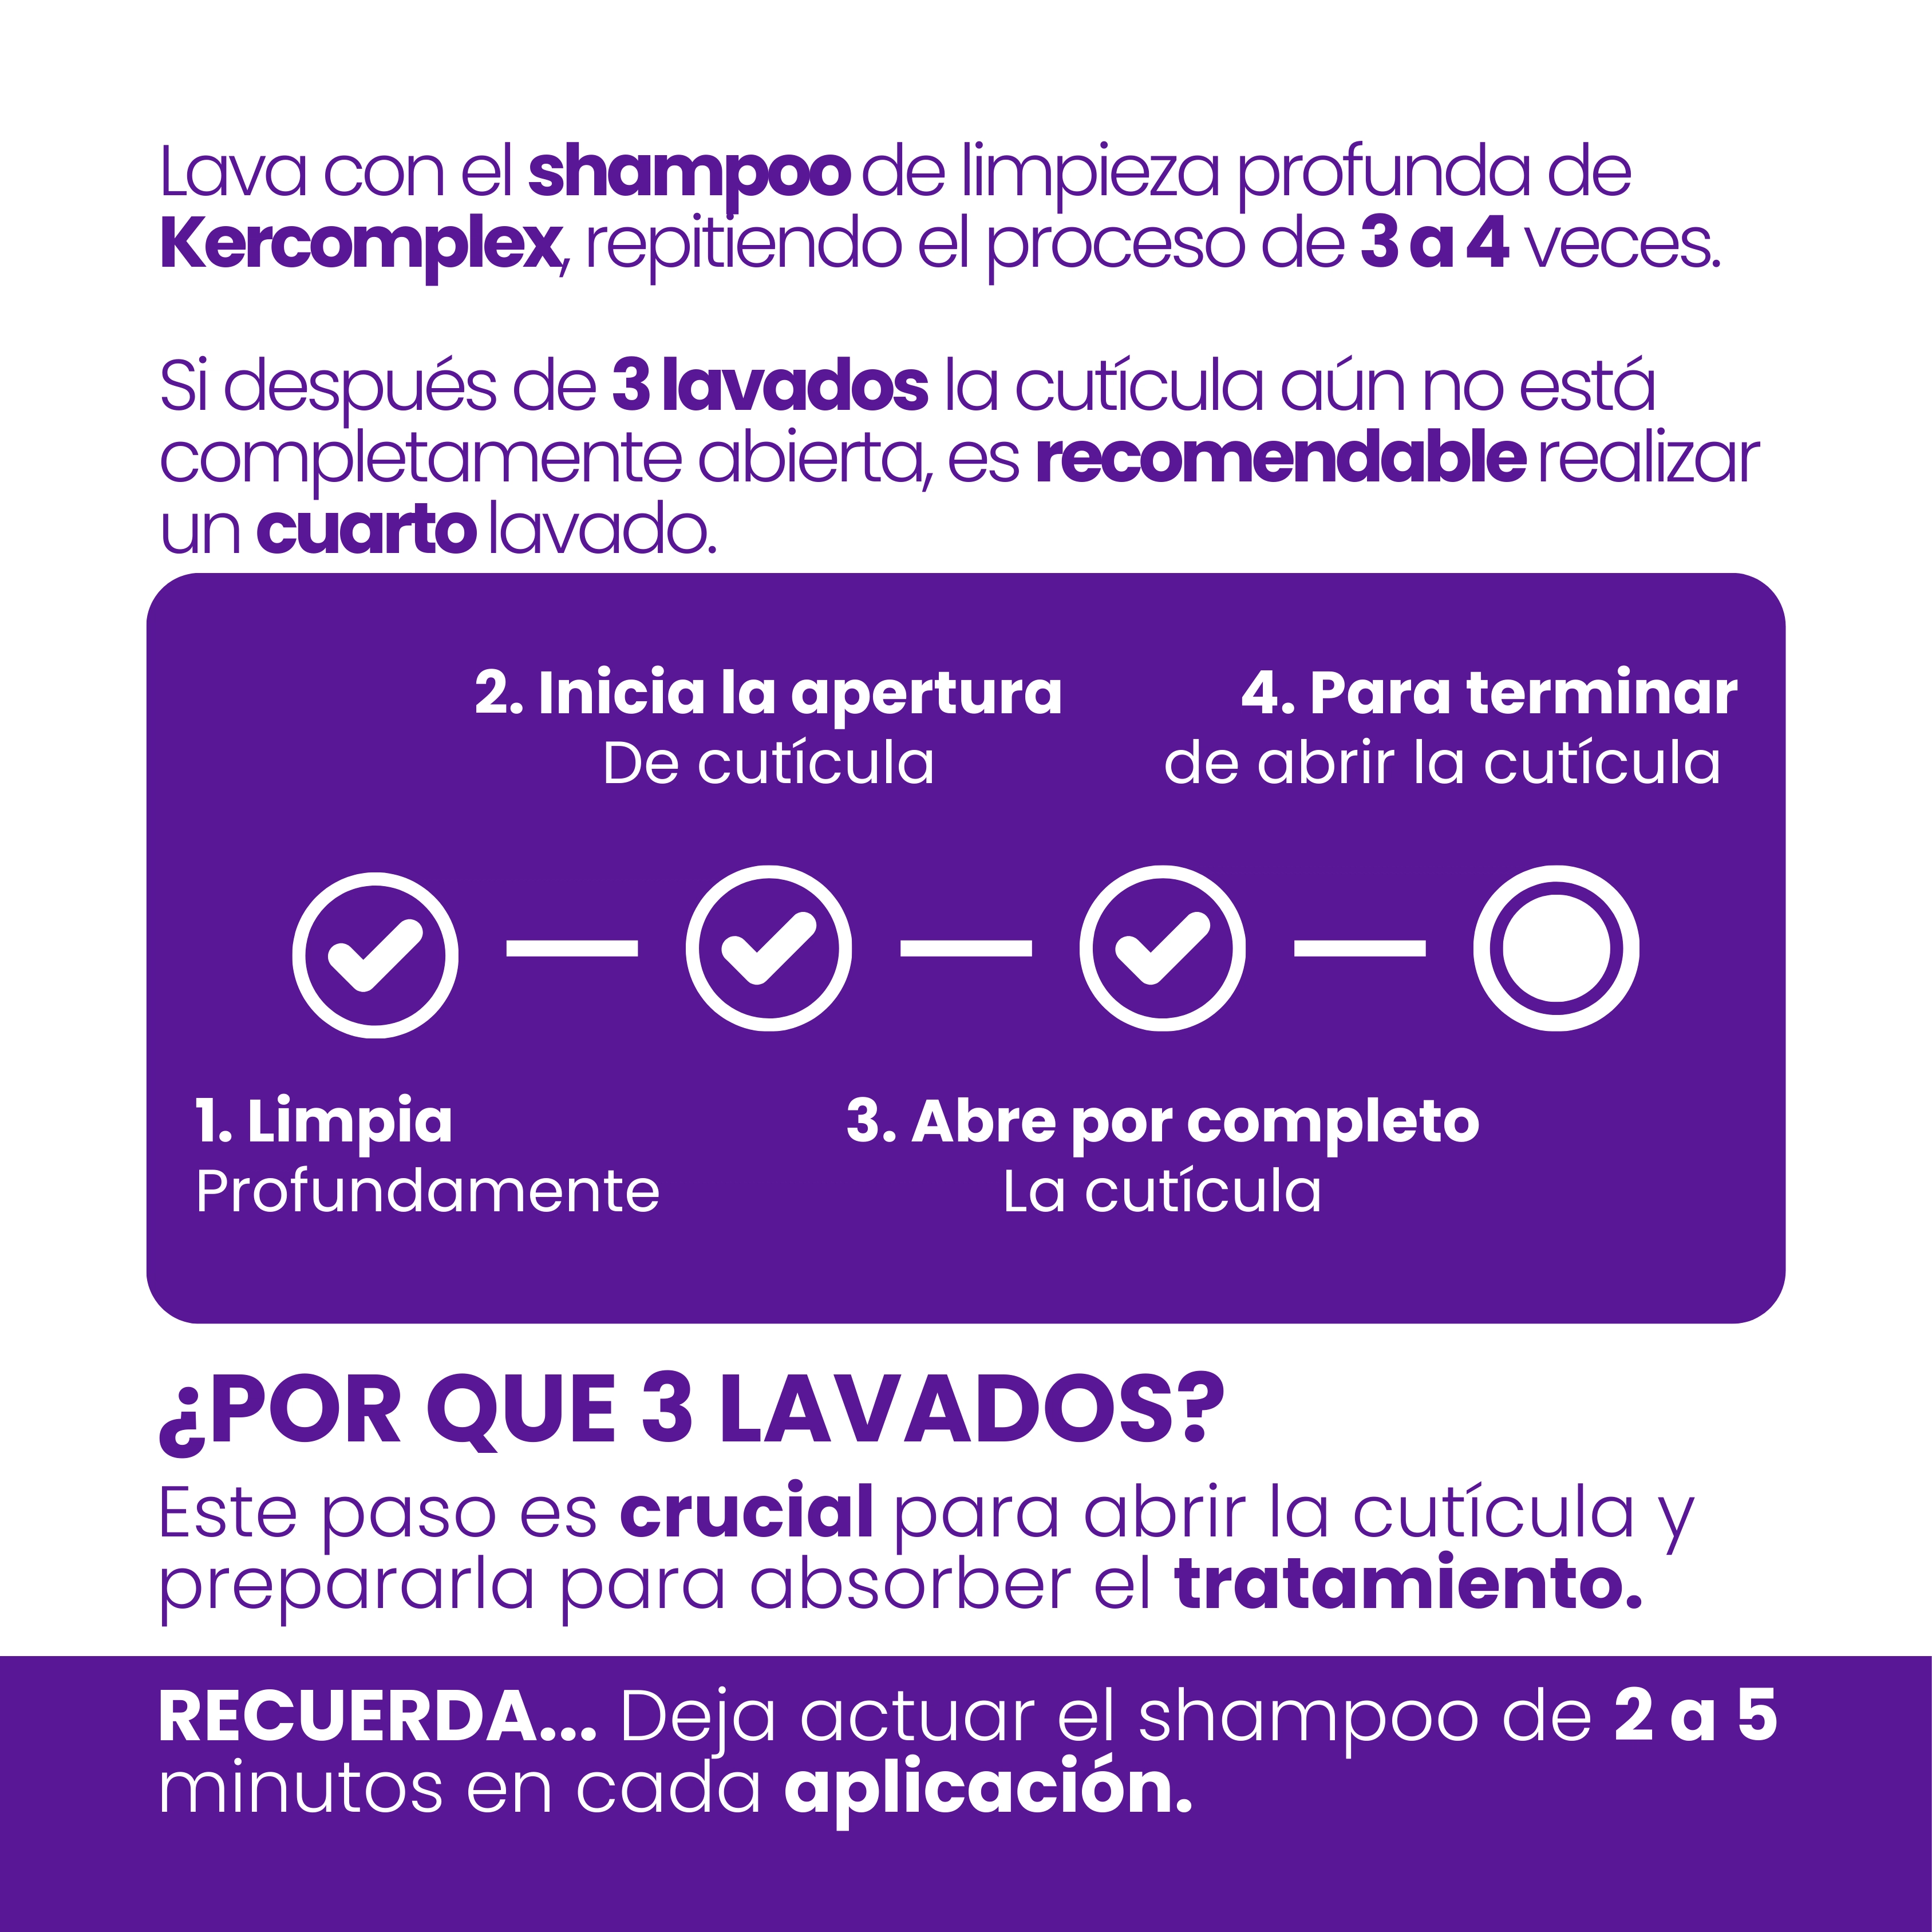 Lava con el shampoo de limpieza profunda de
Kercomplex, repitiendo el proceso de 3 a 4 veces.
Si después de 3 lavados la cutícula aún no está
completamente abierta, es recomendable realizar
un cuarto lavado.
2. Inicia la apertura
De cutícula
4. Para terminar
de abrir la cutícula
1. Limpia
Profundamente
3. Abre por completo
La cutícula
¿POR QUE 3 LAVADOS?
Este paso es crucial para abrir la cutícula y
prepararla para absorber el tratamiento.
RECUERDA... Deja actuar el shampoo de 2 a 5
minutos en cada aplicación.